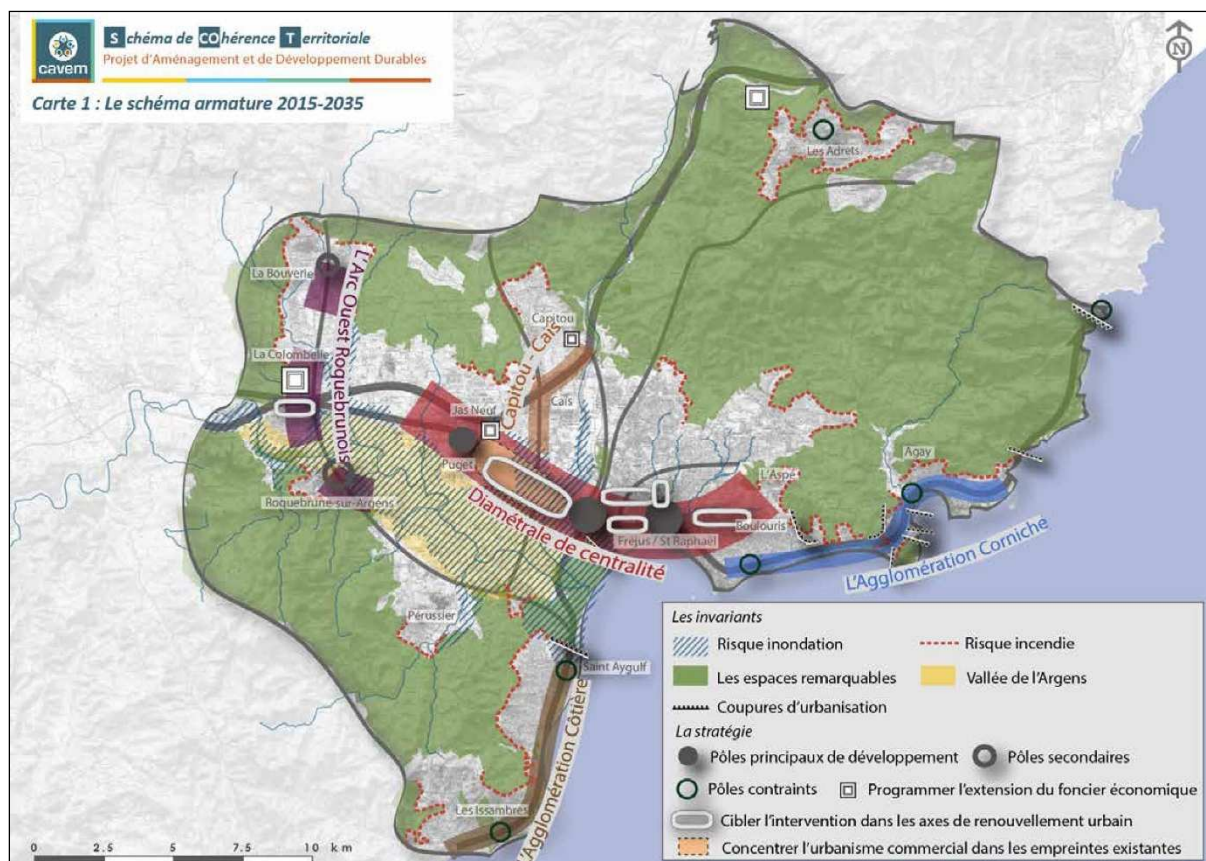 cavem
Schéma de COhérence Territoriale
Projet d'Aménagement et de Développement Durables
Carte 1 : Le schéma armature 2015-2035
N
Les Adrets
La Bouverie
L'Arc Ouest Roquebrunois
Capitou
Capitou - Cais
La Colombelle
Cais
Jas Neuf
Puget
Agay
L'Aspé
Roquebrune-sur-Argens
Diamétrale de centralité
Fréjus / St Raphaël
Boulouris
L'Agglomération Corniche
Pérussier
Saint Aygulf
L'Agglomération Côtière
Les Issambres
0 2.5 5 7.5 10 km
Les invariants
Risque inondation
Risque incendie
Les espaces remarquables
Vallée de l'Argens
Coupures d'urbanisation
La stratégie
Pôles principaux de développement
Pôles secondaires
Pôles contraints
Programmer l'extension du foncier économique
Cibler l'intervention dans les axes de renouvellement urbain
Concentrer l'urbanisme commercial dans les empreintes existantes